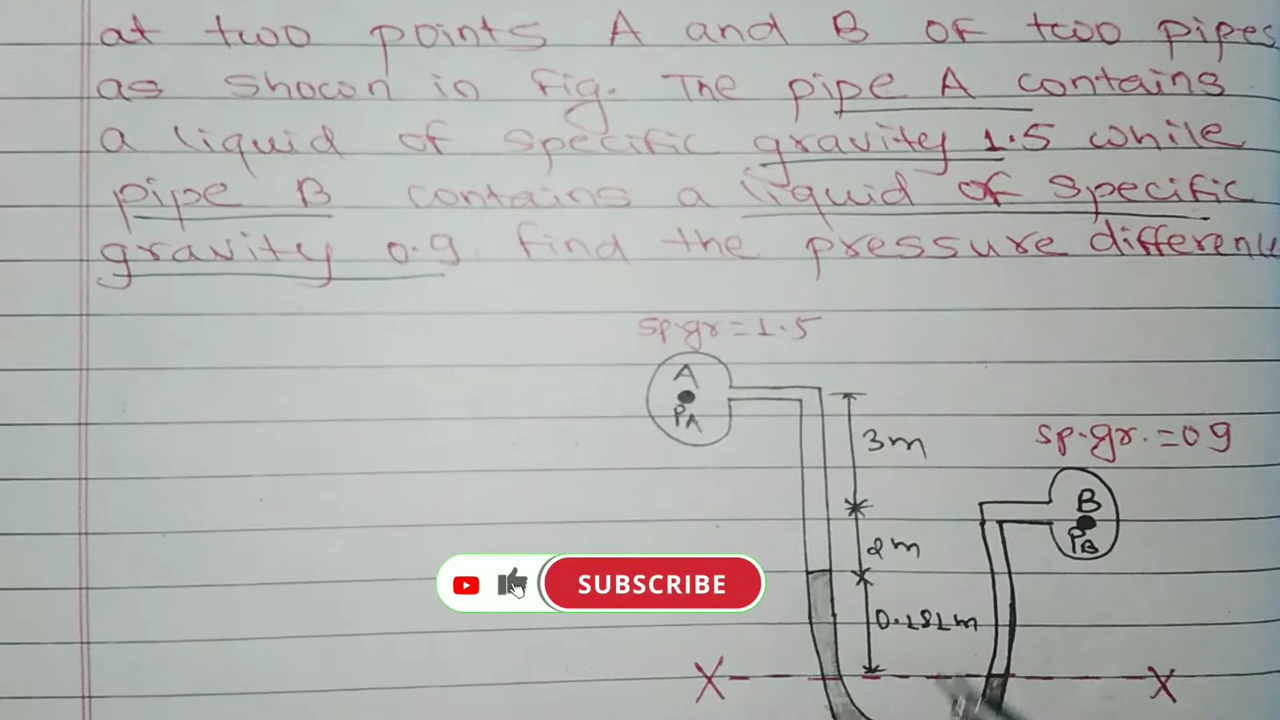 at two points A and B of two pipes
as shown in fig. The pipe A contains
a liquid of specific gravity 1.5 while
pipe B contains a liquid of specific
gravity 0.9. find the pressure difference
sp.gr = 1.5
A
PA
3m
sp.gr. = 0.9
B
PB
2m
SUBSCRIBE
0.181m
X
X